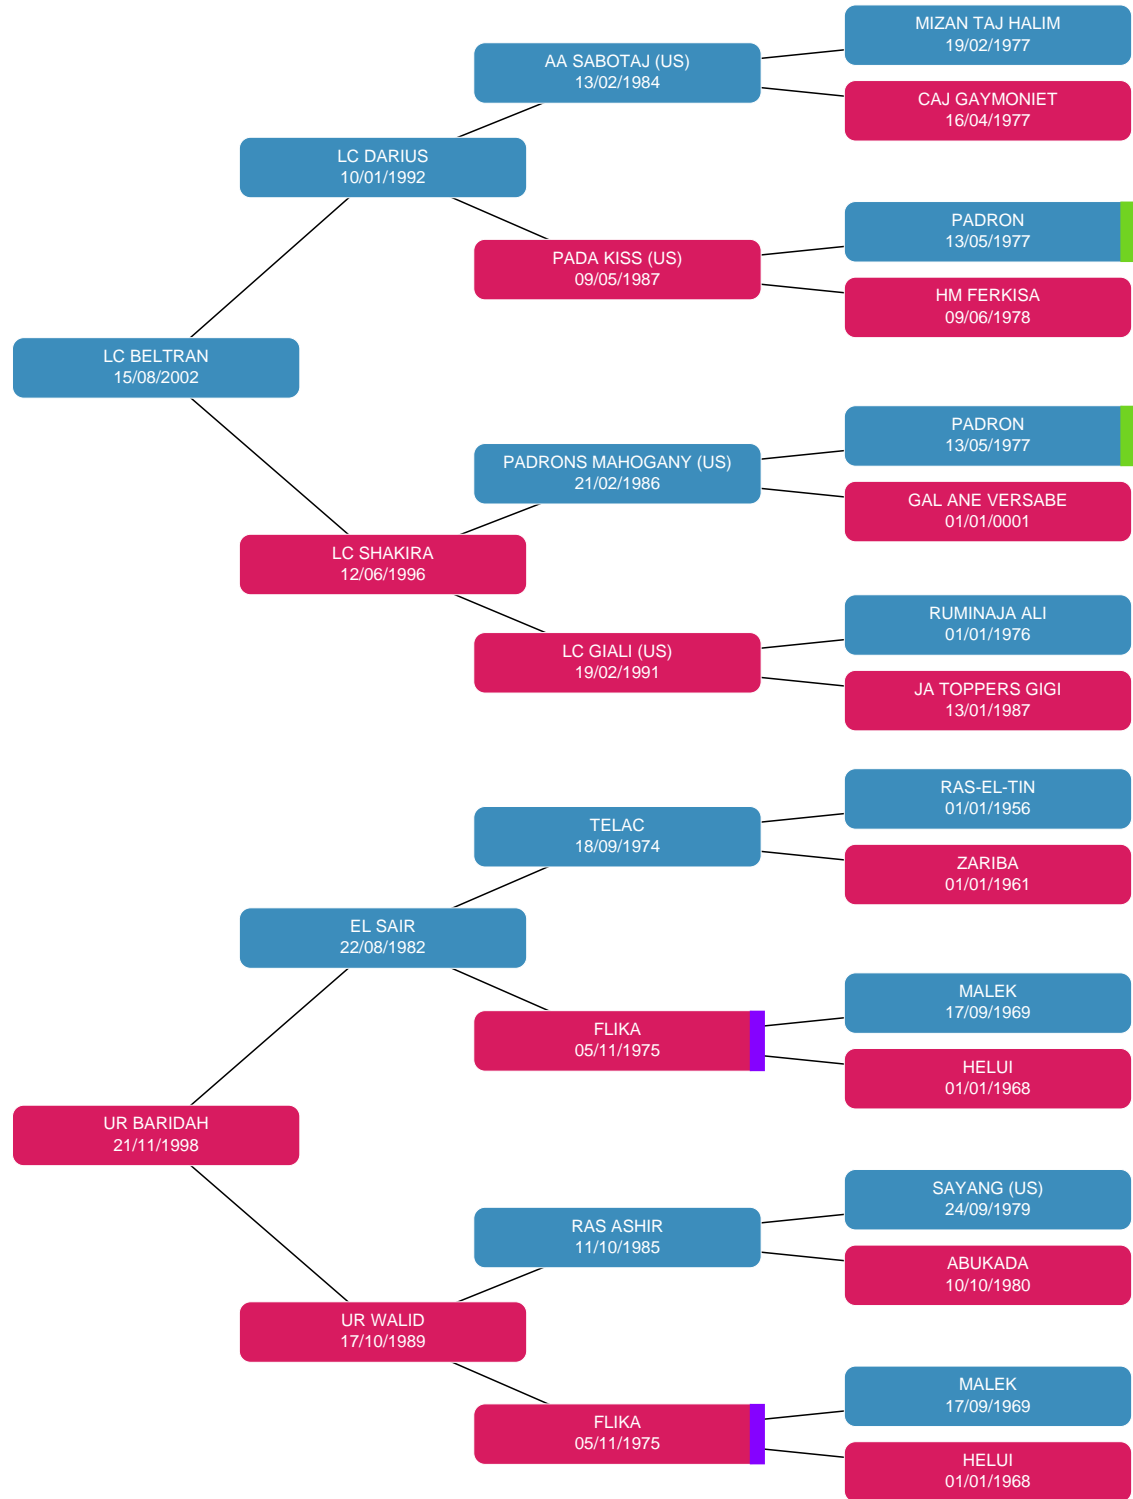 MIZAN TAJ HALIM
19/02/1977
AA SABOTAJ (US)
13/02/1984
CAJ GAYMONIET
16/04/1977
LC DARIUS
10/01/1992
PADRON
13/05/1977
PADA KISS (US)
09/05/1987
HM FERKISA
09/06/1978
LC BELTRAN
15/08/2002
PADRON
13/05/1977
PADRONS MAHOGANY (US)
21/02/1986
GAL ANE VERSABE
01/01/0001
LC SHAKIRA
12/06/1996
RUMINAJA ALI
01/01/1976
LC GIALI (US)
19/02/1991
JA TOPPERS GIGI
13/01/1987
RAS-EL-TIN
01/01/1956
TELAC
18/09/1974
ZARIBA
01/01/1961
EL SAIR
22/08/1982
MALEK
17/09/1969
FLIKA
05/11/1975
HELUI
01/01/1968
UR BARIDAH
21/11/1998
SAYANG (US)
24/09/1979
RAS ASHIR
11/10/1985
ABUKADA
10/10/1980
UR WALID
17/10/1989
MALEK
17/09/1969
FLIKA
05/11/1975
HELUI
01/01/1968